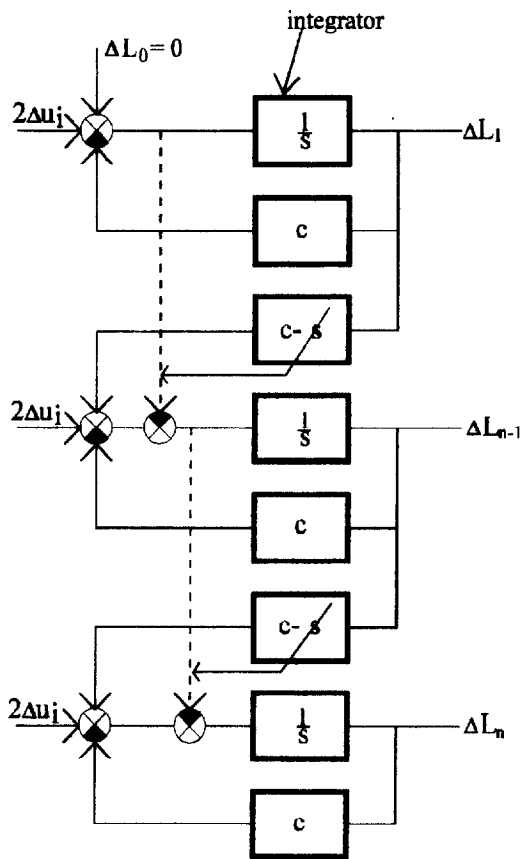 integrator
ΔL₀ = 0
2Δuᵢ
1/s
ΔL₁
c
c- s
2Δuᵢ
1/s
ΔLₙ₋₁
c
c- s
2Δuᵢ
1/s
ΔLₙ
c